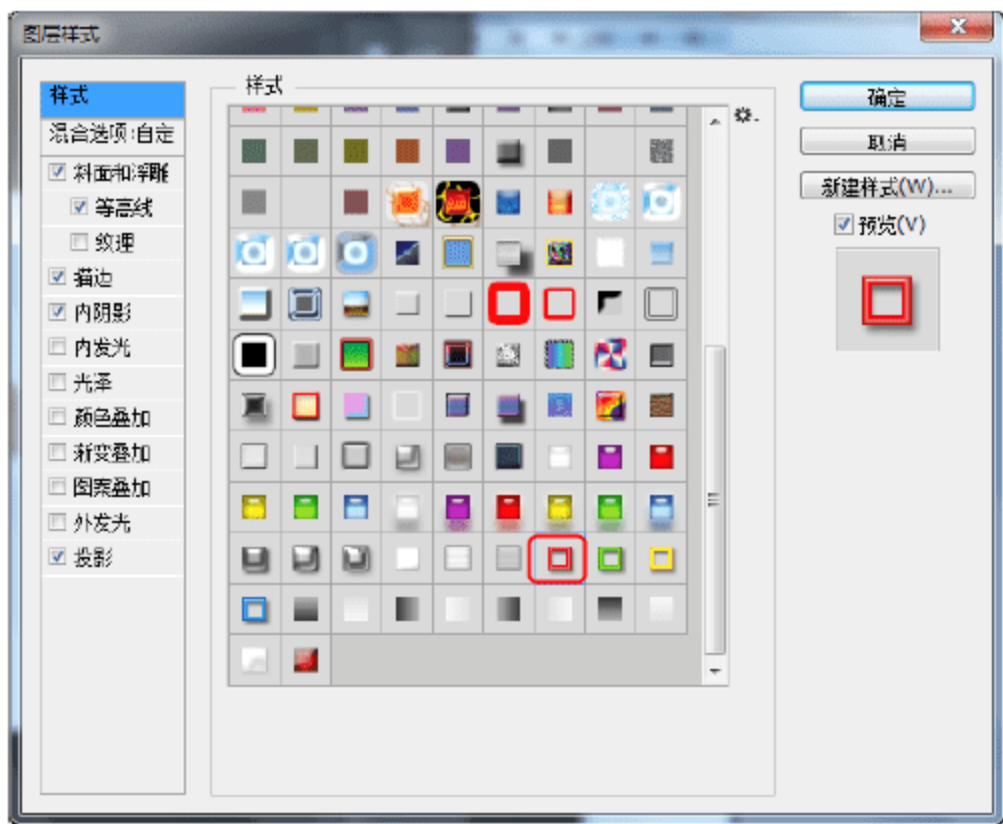 图层样式
样式
混合选项:自定
斜面和浮雕
等高线
纹理
描边
内阴影
内发光
光泽
颜色叠加
渐变叠加
图案叠加
外发光
投影
样式
确定
取消
新建样式(W)...
预览(V)